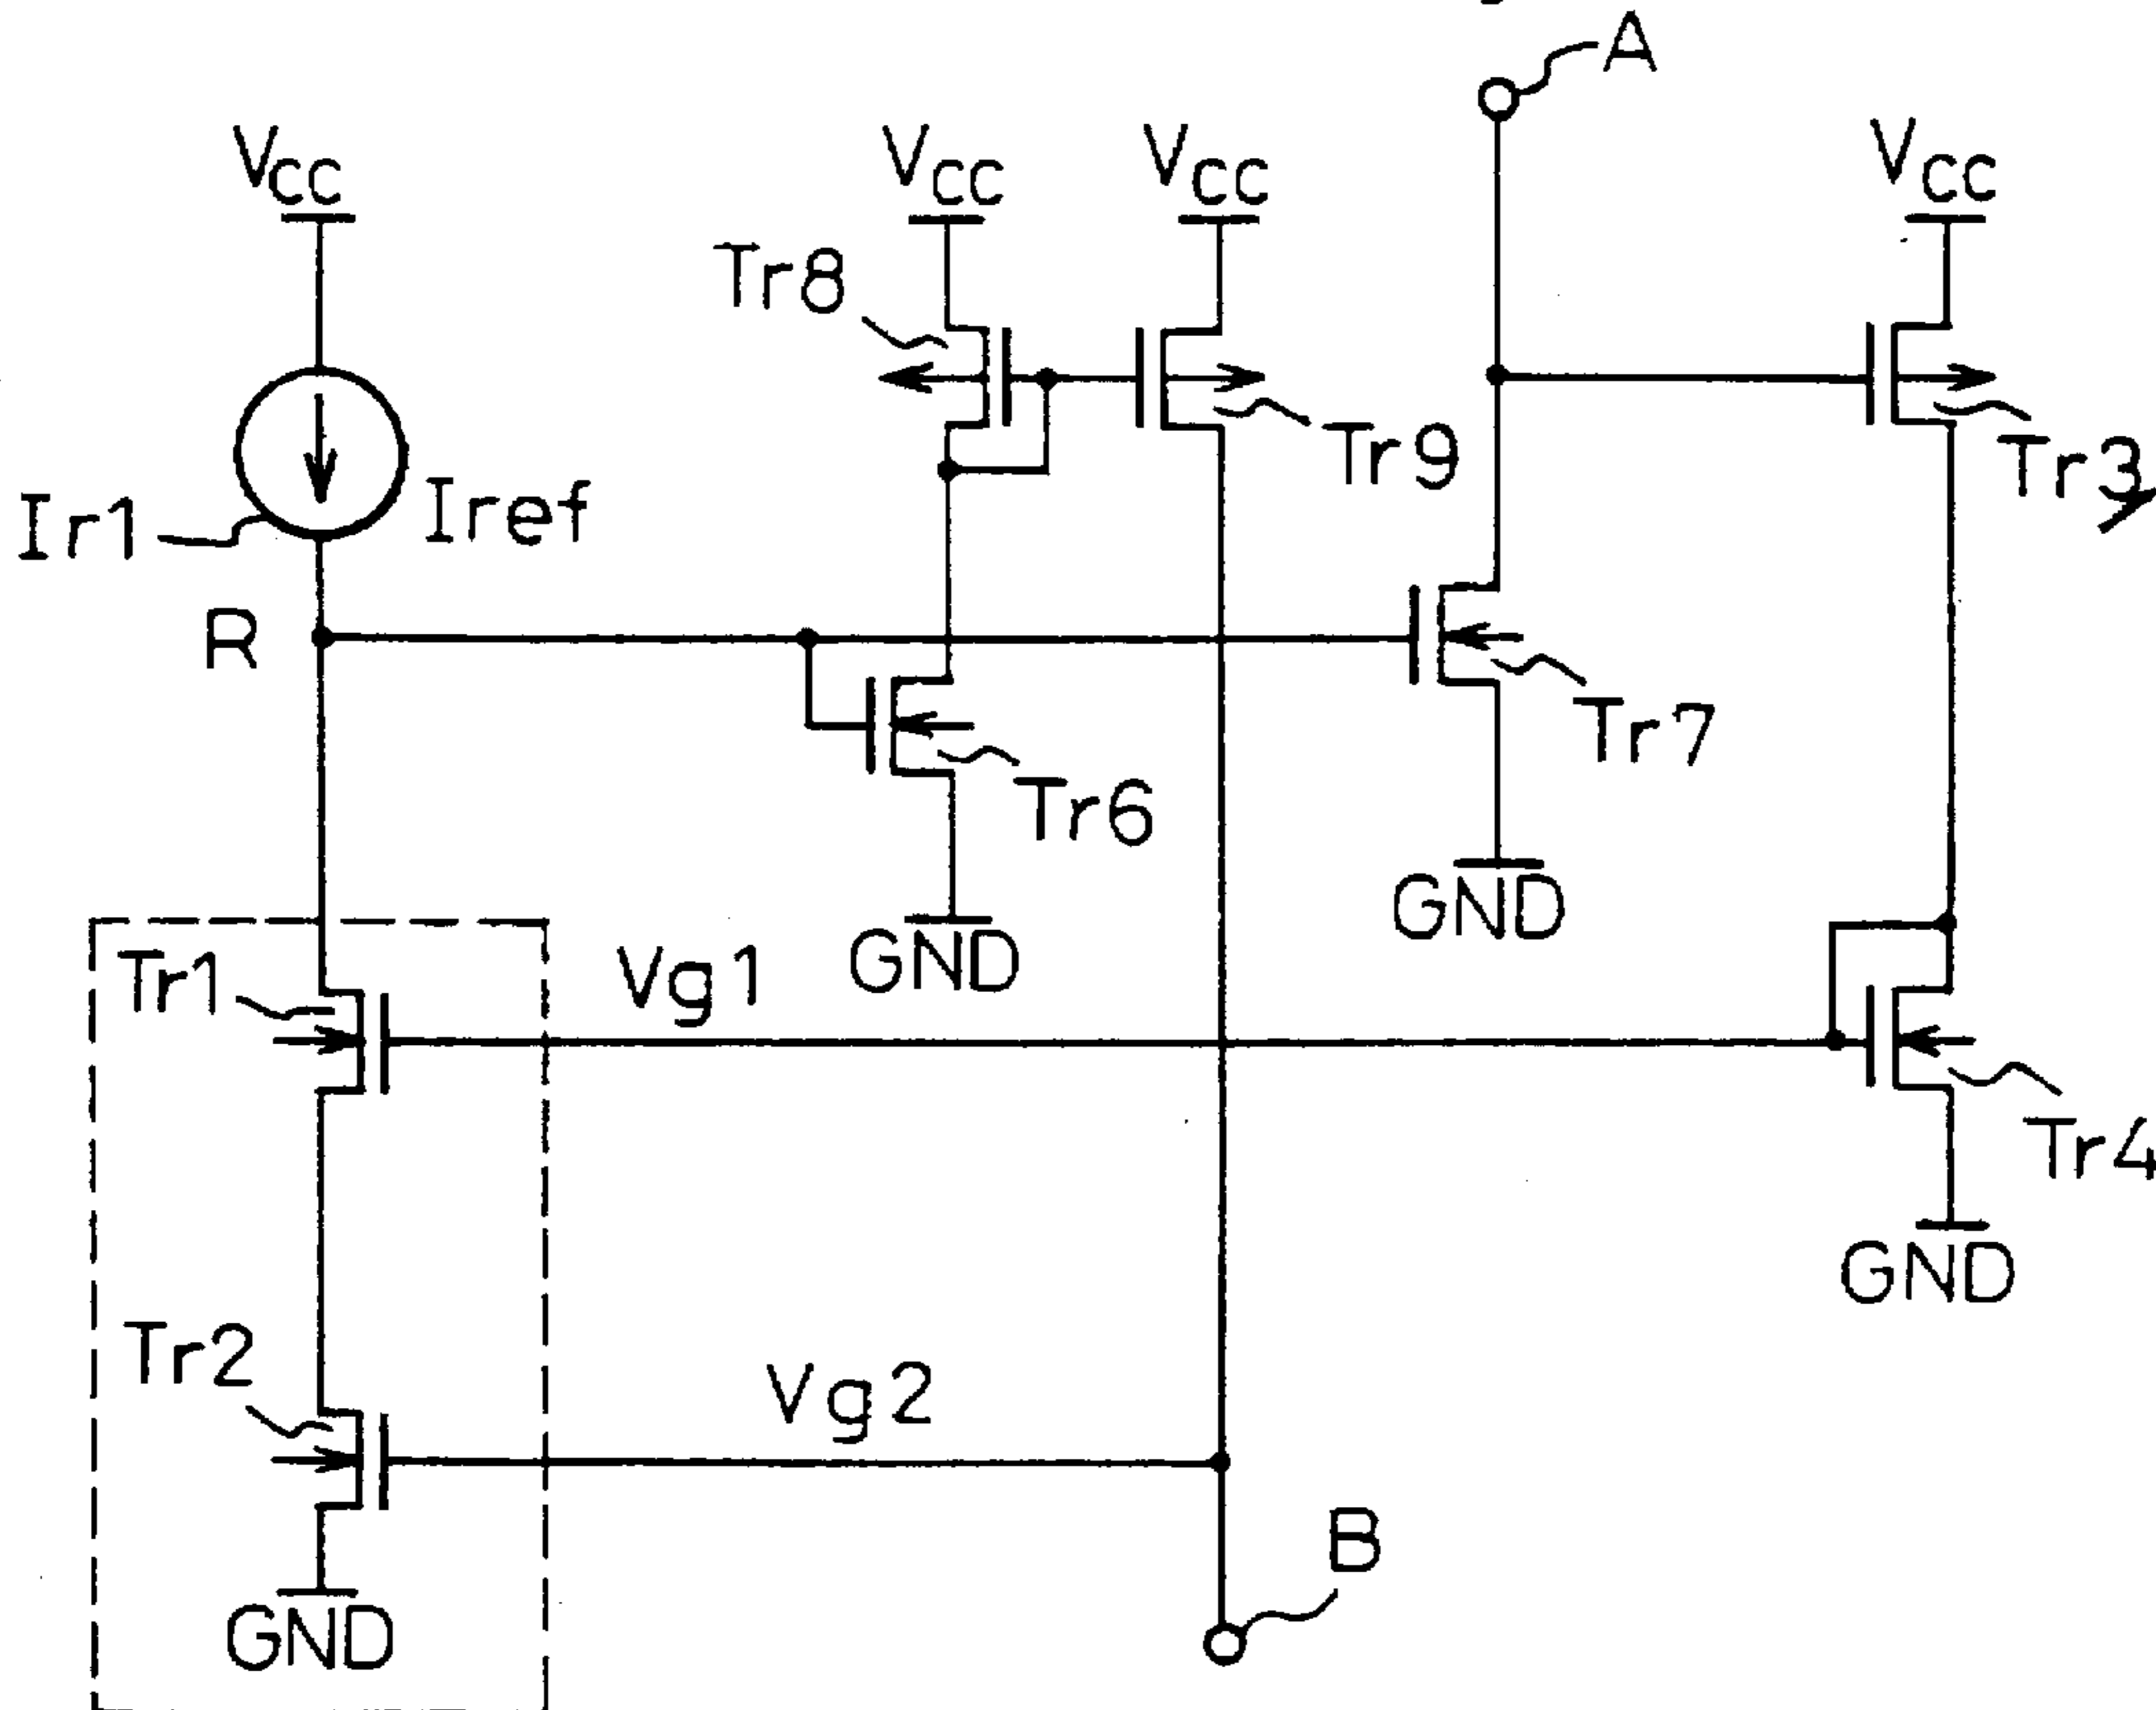 A
Vcc
Vcc
Vcc
Vcc
Tr8
Tr9
Tr3
Ir1
Iref
R
Tr7
Tr6
GND
GND
Tr1
Vg1
Tr4
GND
Tr2
Vg2
B
GND